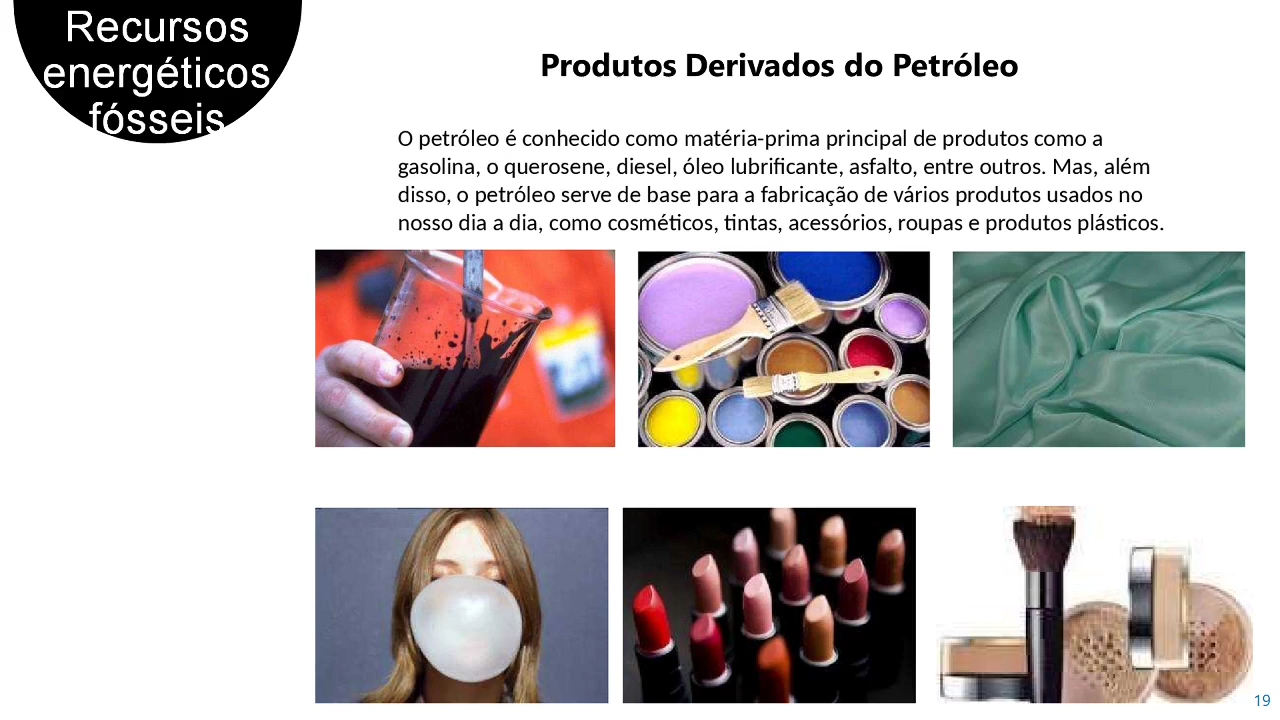 Recursos
energéticos
fósseis
Produtos Derivados do Petróleo
O petróleo é conhecido como matéria-prima principal de produtos como a
gasolina, o querosene, diesel, óleo lubrificante, asfalto, entre outros. Mas, além
disso, o petróleo serve de base para a fabricação de vários produtos usados no
nosso dia a dia, como cosméticos, tintas, acessórios, roupas e produtos plásticos.
19